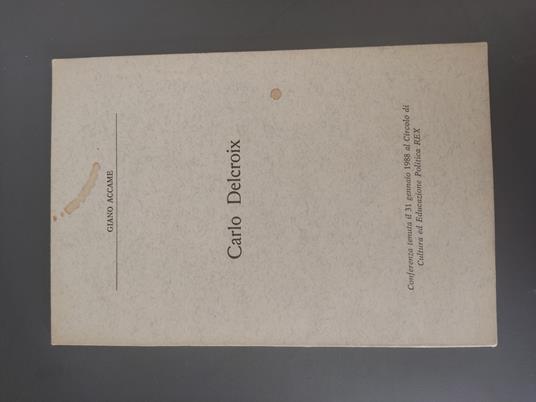 GIANO ACCAME
Carlo Delcroix
Conferenza tenuta il 31 gennaio 1988 al Circolo di
Cultura ed Educazione Politica REX